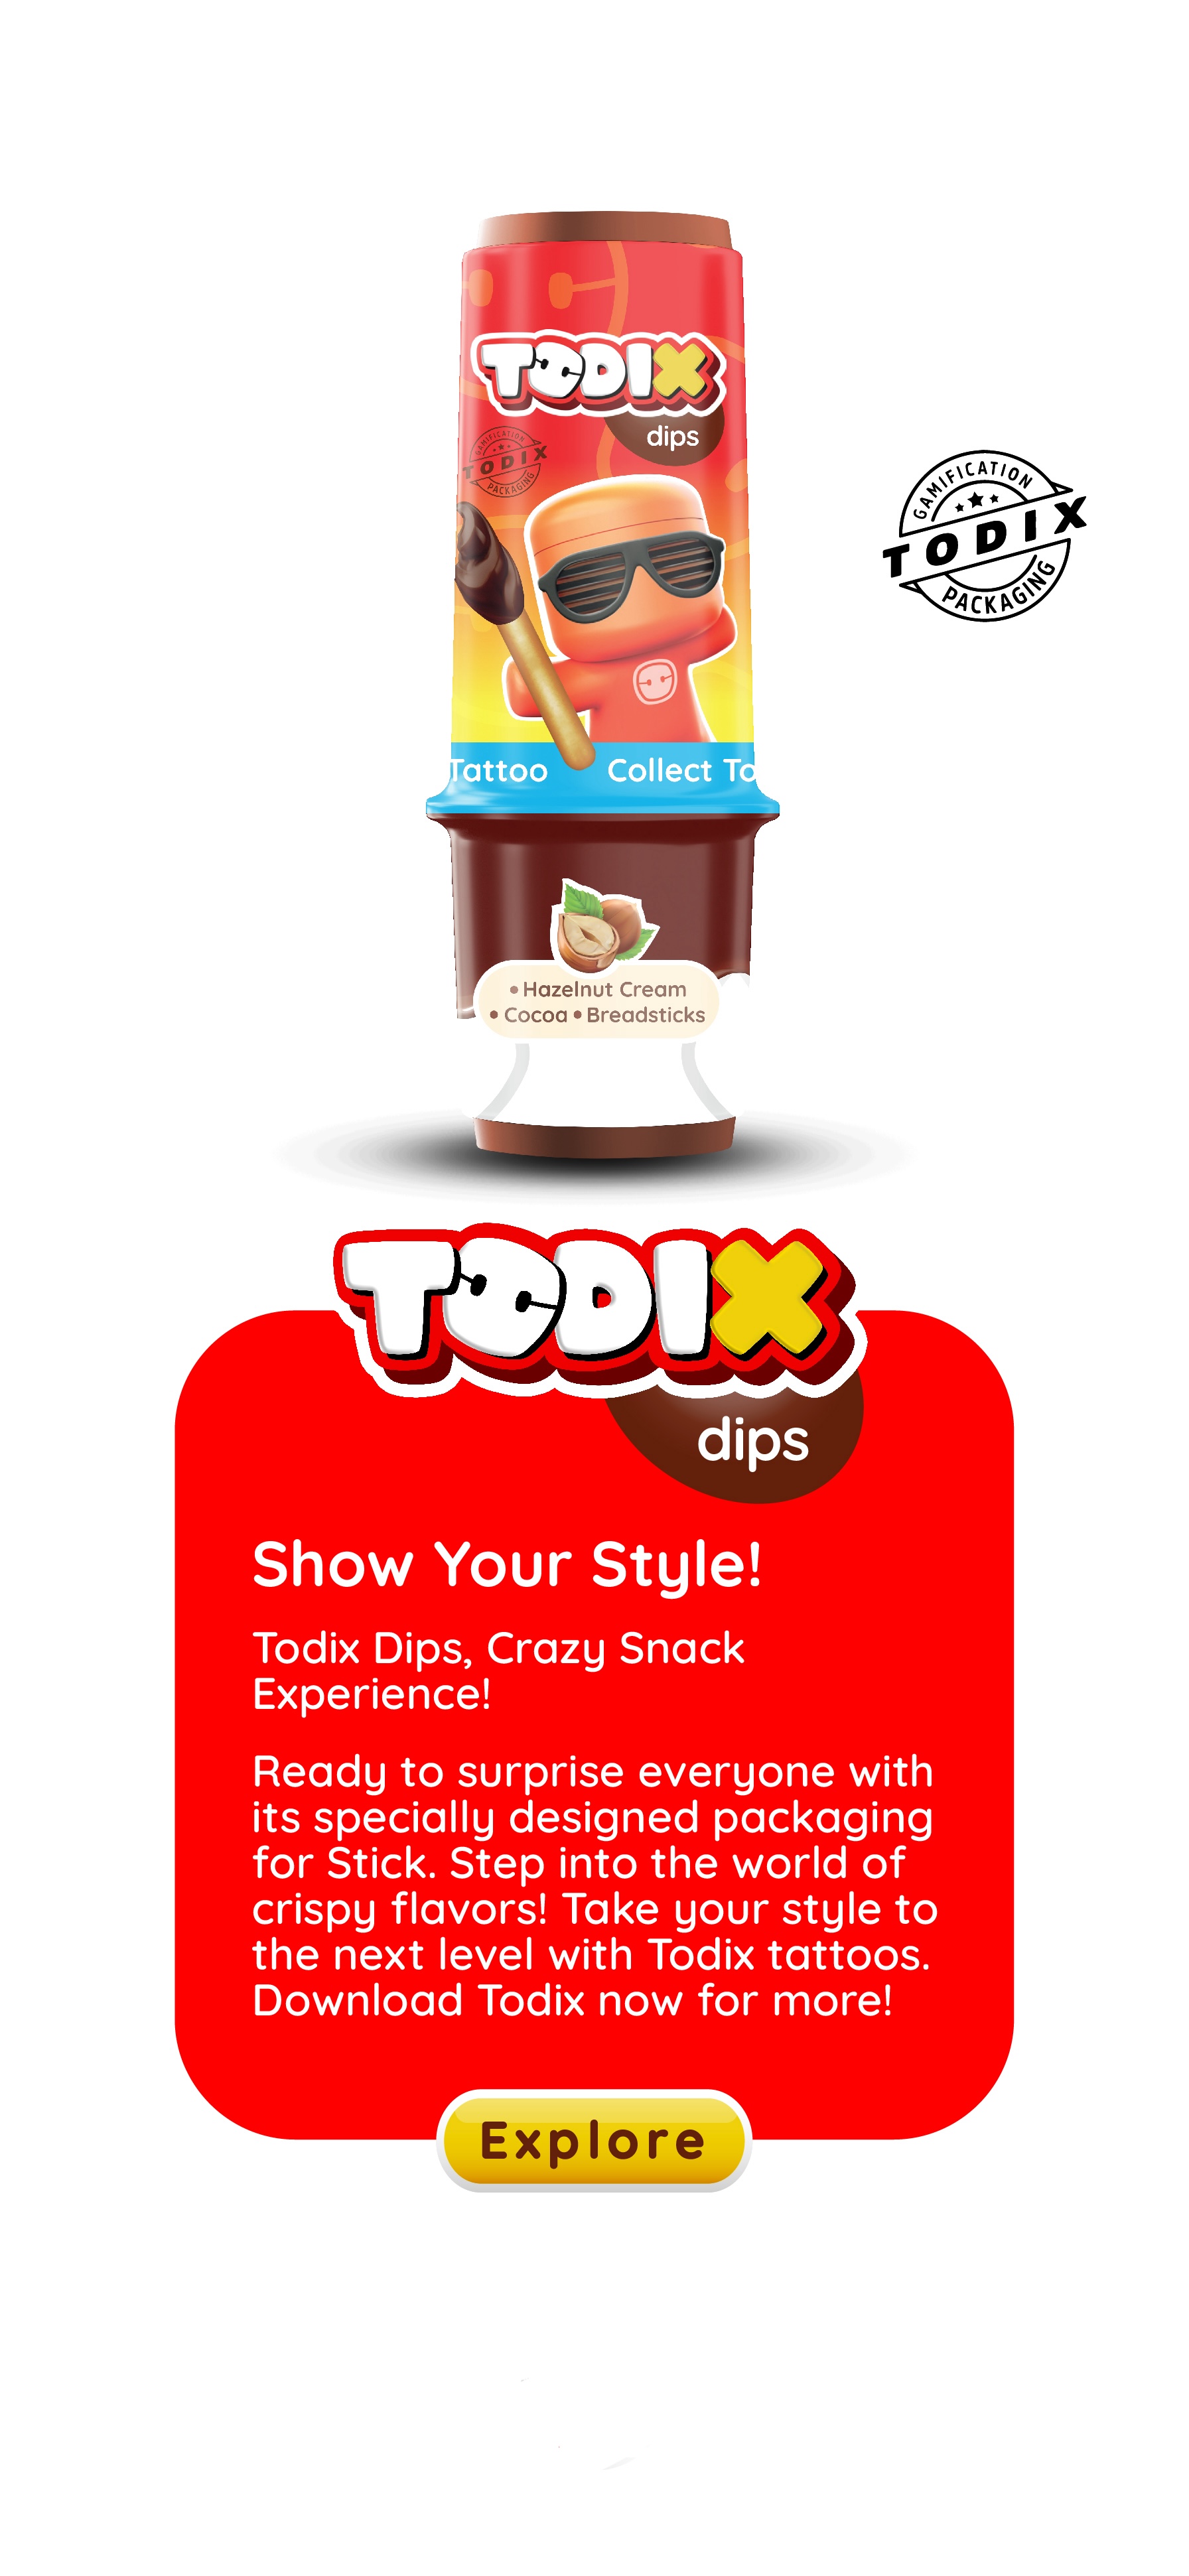 TODIX
dips
GAMIFICATION
TODIX
PACKAGING
GAMIFICATION
TODIX
PACKAGING
Tattoo Collect To
• Hazelnut Cream
• Cocoa • Breadsticks
TODIX
dips
Show Your Style!
Todix Dips, Crazy Snack
Experience!
Ready to surprise everyone with
its specially designed packaging
for Stick. Step into the world of
crispy flavors! Take your style to
the next level with Todix tattoos.
Download Todix now for more!
Explore